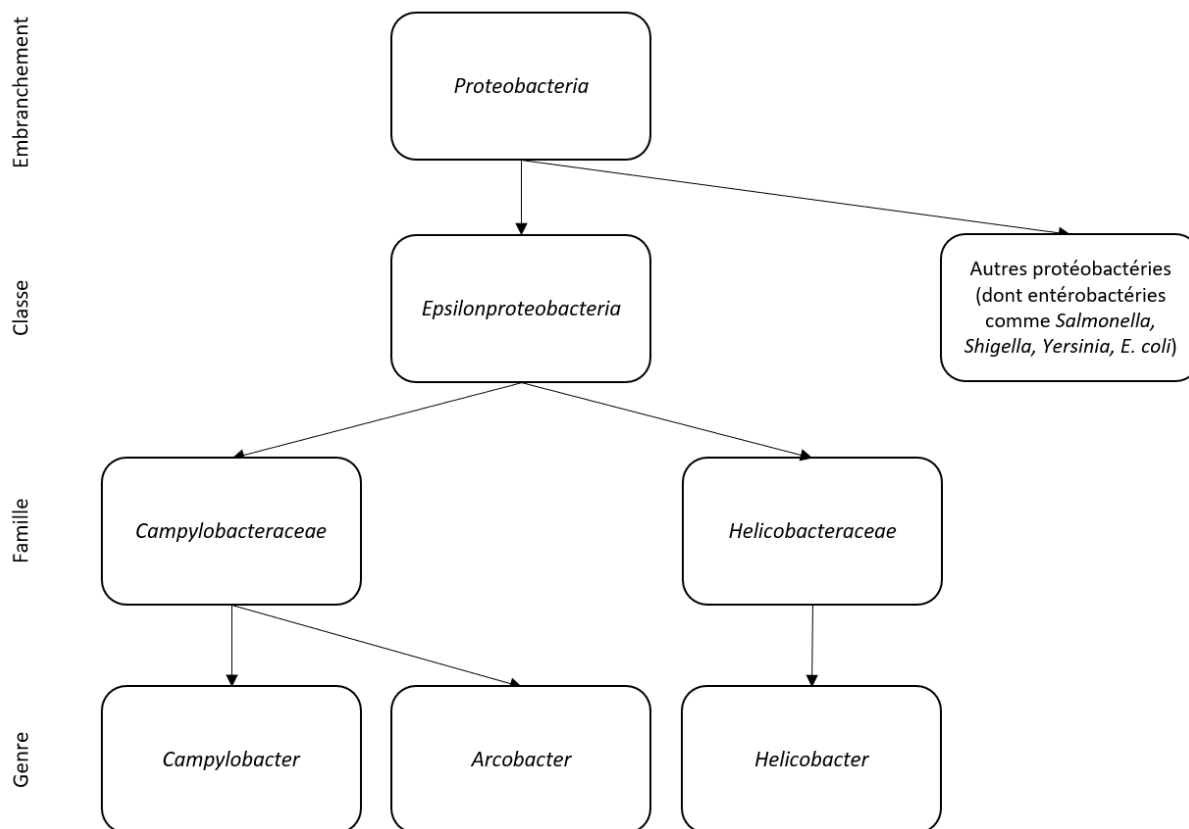 Embranchement
Proteobacteria
Classe
Epsilonproteobacteria
Autres protéobactéries
(dont entérobactéries
comme Salmonella,
Shigella, Yersinia, E. coli)
Famille
Campylobacteraceae
Helicobacteraceae
Genre
Campylobacter
Arcobacter
Helicobacter